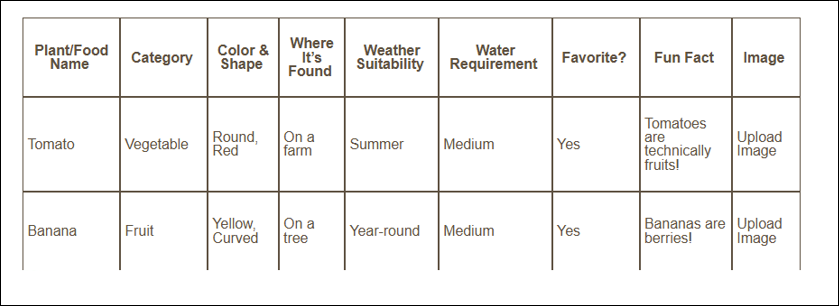 Plant/Food Name
Category
Color & Shape
Where It's Found
Weather Suitability
Water Requirement
Favorite?
Fun Fact
Image
Tomato
Vegetable
Round, Red
On a farm
Summer
Medium
Yes
Tomatoes are technically fruits!
Upload Image
Banana
Fruit
Yellow, Curved
On a tree
Year-round
Medium
Yes
Bananas are berries!
Upload Image